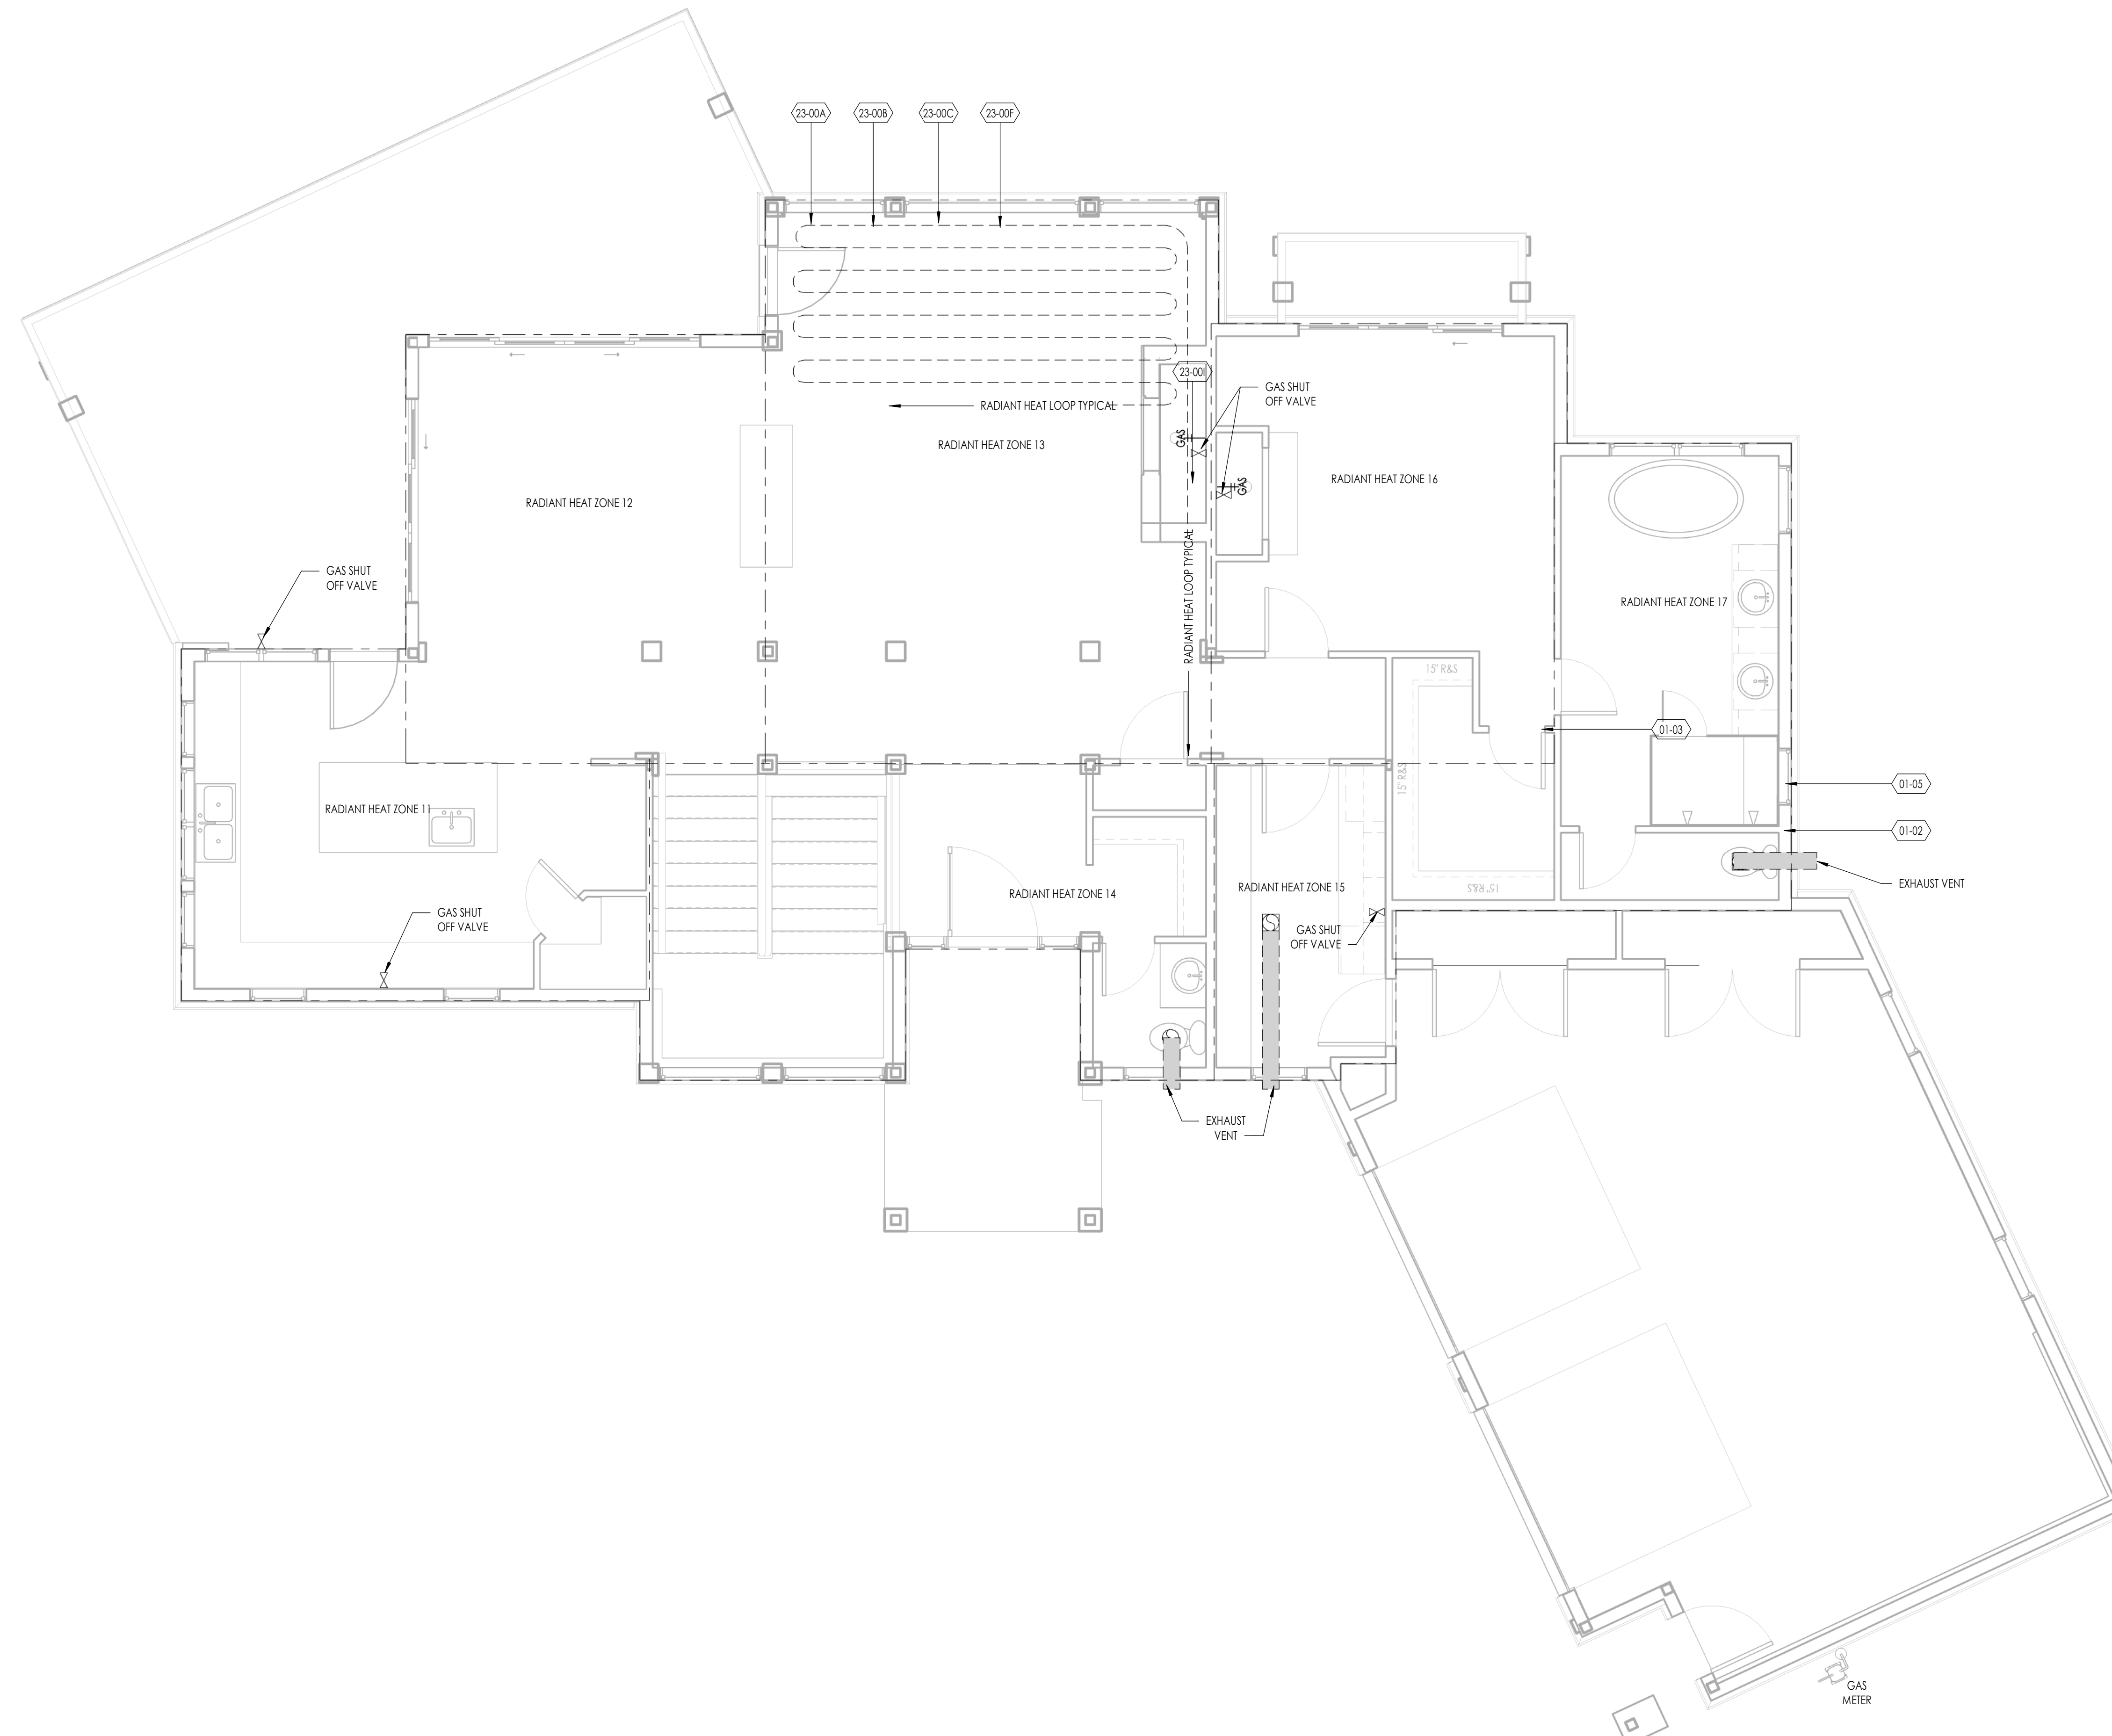 23-00A
23-00B
23-00C
23-00F
23-00I
GAS SHUT
OFF VALVE
RADIANT HEAT LOOP TYPICAL
GAS
RADIANT HEAT ZONE 13
RADIANT HEAT ZONE 16
GAS
RADIANT HEAT ZONE 12
RADIANT HEAT LOOP TYPICAL
GAS SHUT
OFF VALVE
RADIANT HEAT ZONE 17
15" R&S
01-03
15" R&S
01-05
RADIANT HEAT ZONE 11
01-02
EXHAUST VENT
15" R&S
RADIANT HEAT ZONE 14
RADIANT HEAT ZONE 15
GAS SHUT
OFF VALVE
GAS SHUT
OFF VALVE
EXHAUST
VENT
GAS
METER